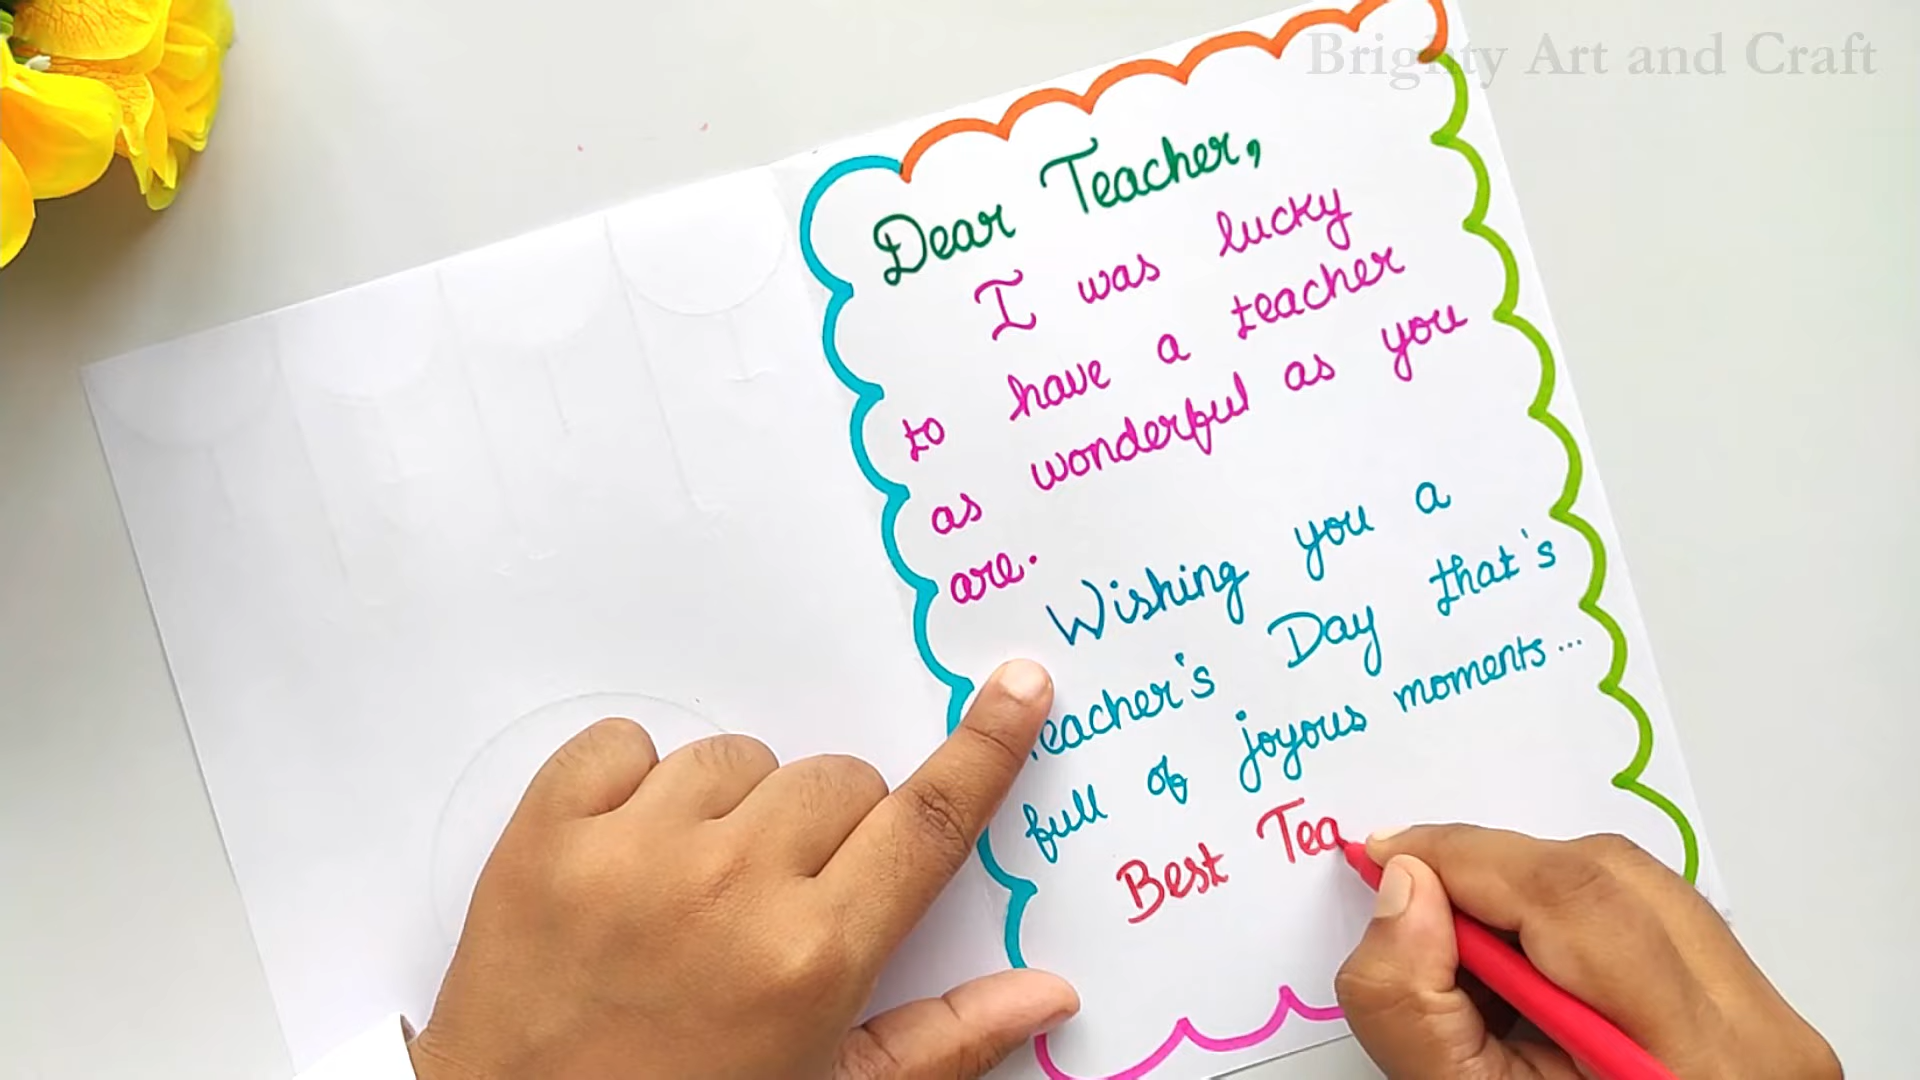 Brighty Art and Craft
Dear Teacher,
I was lucky
to have a teacher
as wonderful as you
are.
Wishing you a
Teacher's Day that's
full of joyous moments...
Best Tea